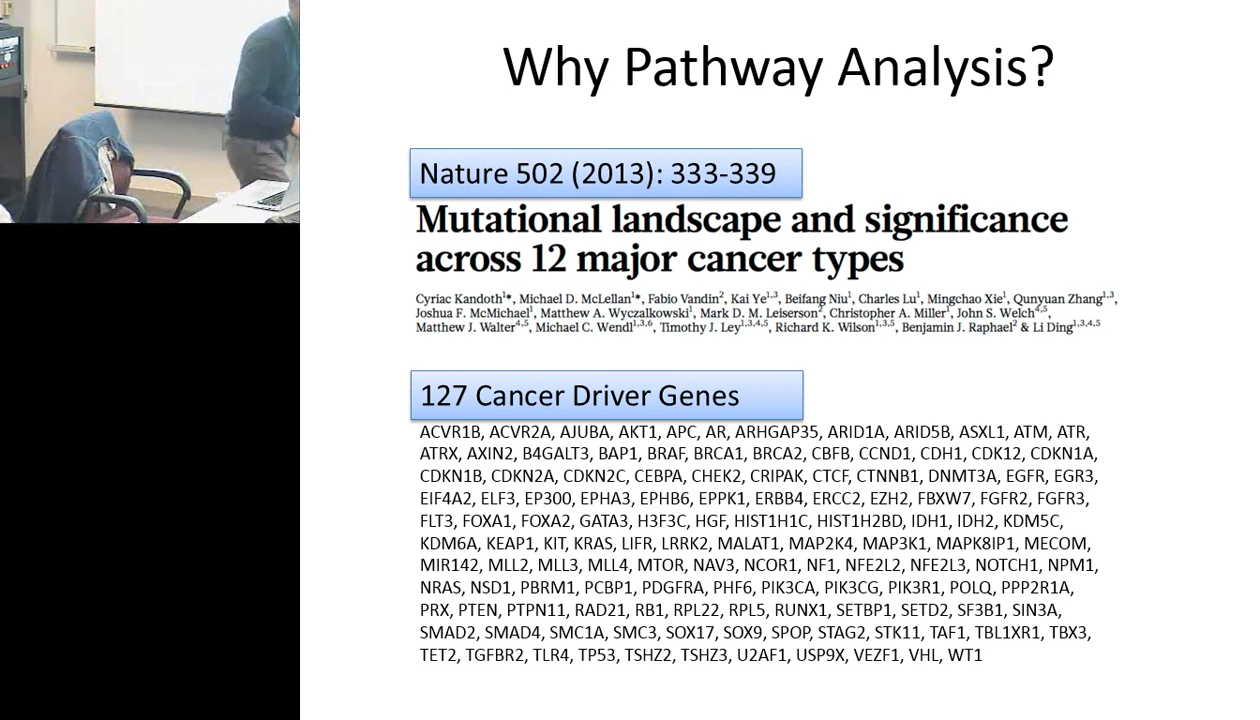 Why Pathway Analysis?
Nature 502 (2013): 333-339
Mutational landscape and significance
across 12 major cancer types
Cyriac Kandoth¹*, Michael D. McLellan¹*, Fabio Vandin², Kai Ye¹,³, Beifang Niu¹, Charles Lu¹, Mingchao Xie¹, Qunyuan Zhang¹,³,
Joshua F. McMichael¹, Matthew A. Wyczalkowski¹, Mark D. M. Leiserson², Christopher A. Miller¹, John S. Welch⁴,⁵,
Matthew J. Walter⁴,⁵, Michael C. Wendl¹,³,⁶, Timothy J. Ley¹,³,⁴,⁵, Richard K. Wilson¹,³,⁵, Benjamin J. Raphael² & Li Ding¹,³,⁴,⁵
127 Cancer Driver Genes
ACVR1B, ACVR2A, AJUBA, AKT1, APC, AR, ARHGAP35, ARID1A, ARID5B, ASXL1, ATM, ATR,
ATRX, AXIN2, B4GALT3, BAP1, BRAF, BRCA1, BRCA2, CBFB, CCND1, CDH1, CDK12, CDKN1A,
CDKN1B, CDKN2A, CDKN2C, CEBPA, CHEK2, CRIPAK, CTCF, CTNNB1, DNMT3A, EGFR, EGR3,
EIF4A2, ELF3, EP300, EPHA3, EPHB6, EPPK1, ERBB4, ERCC2, EZH2, FBXW7, FGFR2, FGFR3,
FLT3, FOXA1, FOXA2, GATA3, H3F3C, HGF, HIST1H1C, HIST1H2BD, IDH1, IDH2, KDM5C,
KDM6A, KEAP1, KIT, KRAS, LIFR, LRRK2, MALAT1, MAP2K4, MAP3K1, MAPK8IP1, MECOM,
MIR142, MLL2, MLL3, MLL4, MTOR, NAV3, NCOR1, NF1, NFE2L2, NFE2L3, NOTCH1, NPM1,
NRAS, NSD1, PBRM1, PCBP1, PDGFRA, PHF6, PIK3CA, PIK3CG, PIK3R1, POLQ, PPP2R1A,
PRX, PTEN, PTPN11, RAD21, RB1, RPL22, RPL5, RUNX1, SETBP1, SETD2, SF3B1, SIN3A,
SMAD2, SMAD4, SMC1A, SMC3, SOX17, SOX9, SPOP, STAG2, STK11, TAF1, TBL1XR1, TBX3,
TET2, TGFBR2, TLR4, TP53, TSHZ2, TSHZ3, U2AF1, USP9X, VEZF1, VHL, WT1